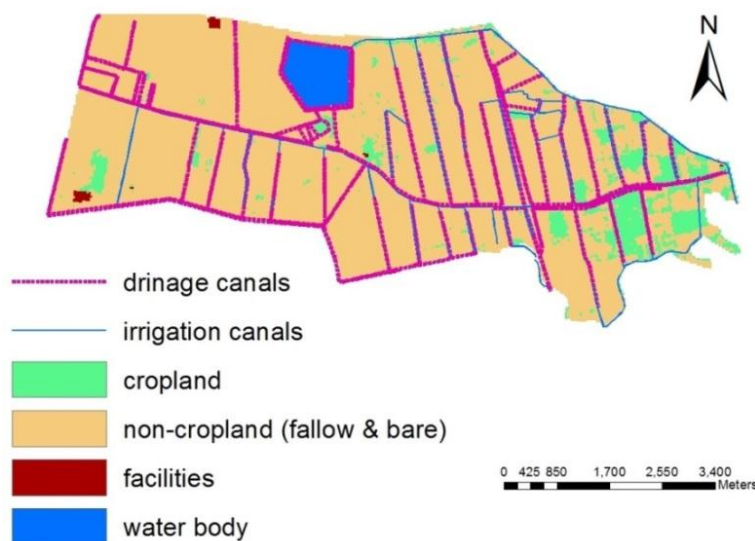 N
drinage canals
irrigation canals
cropland
non-cropland (fallow & bare)
facilities
water body
0 425 850 1,700 2,550 3,400
Meters